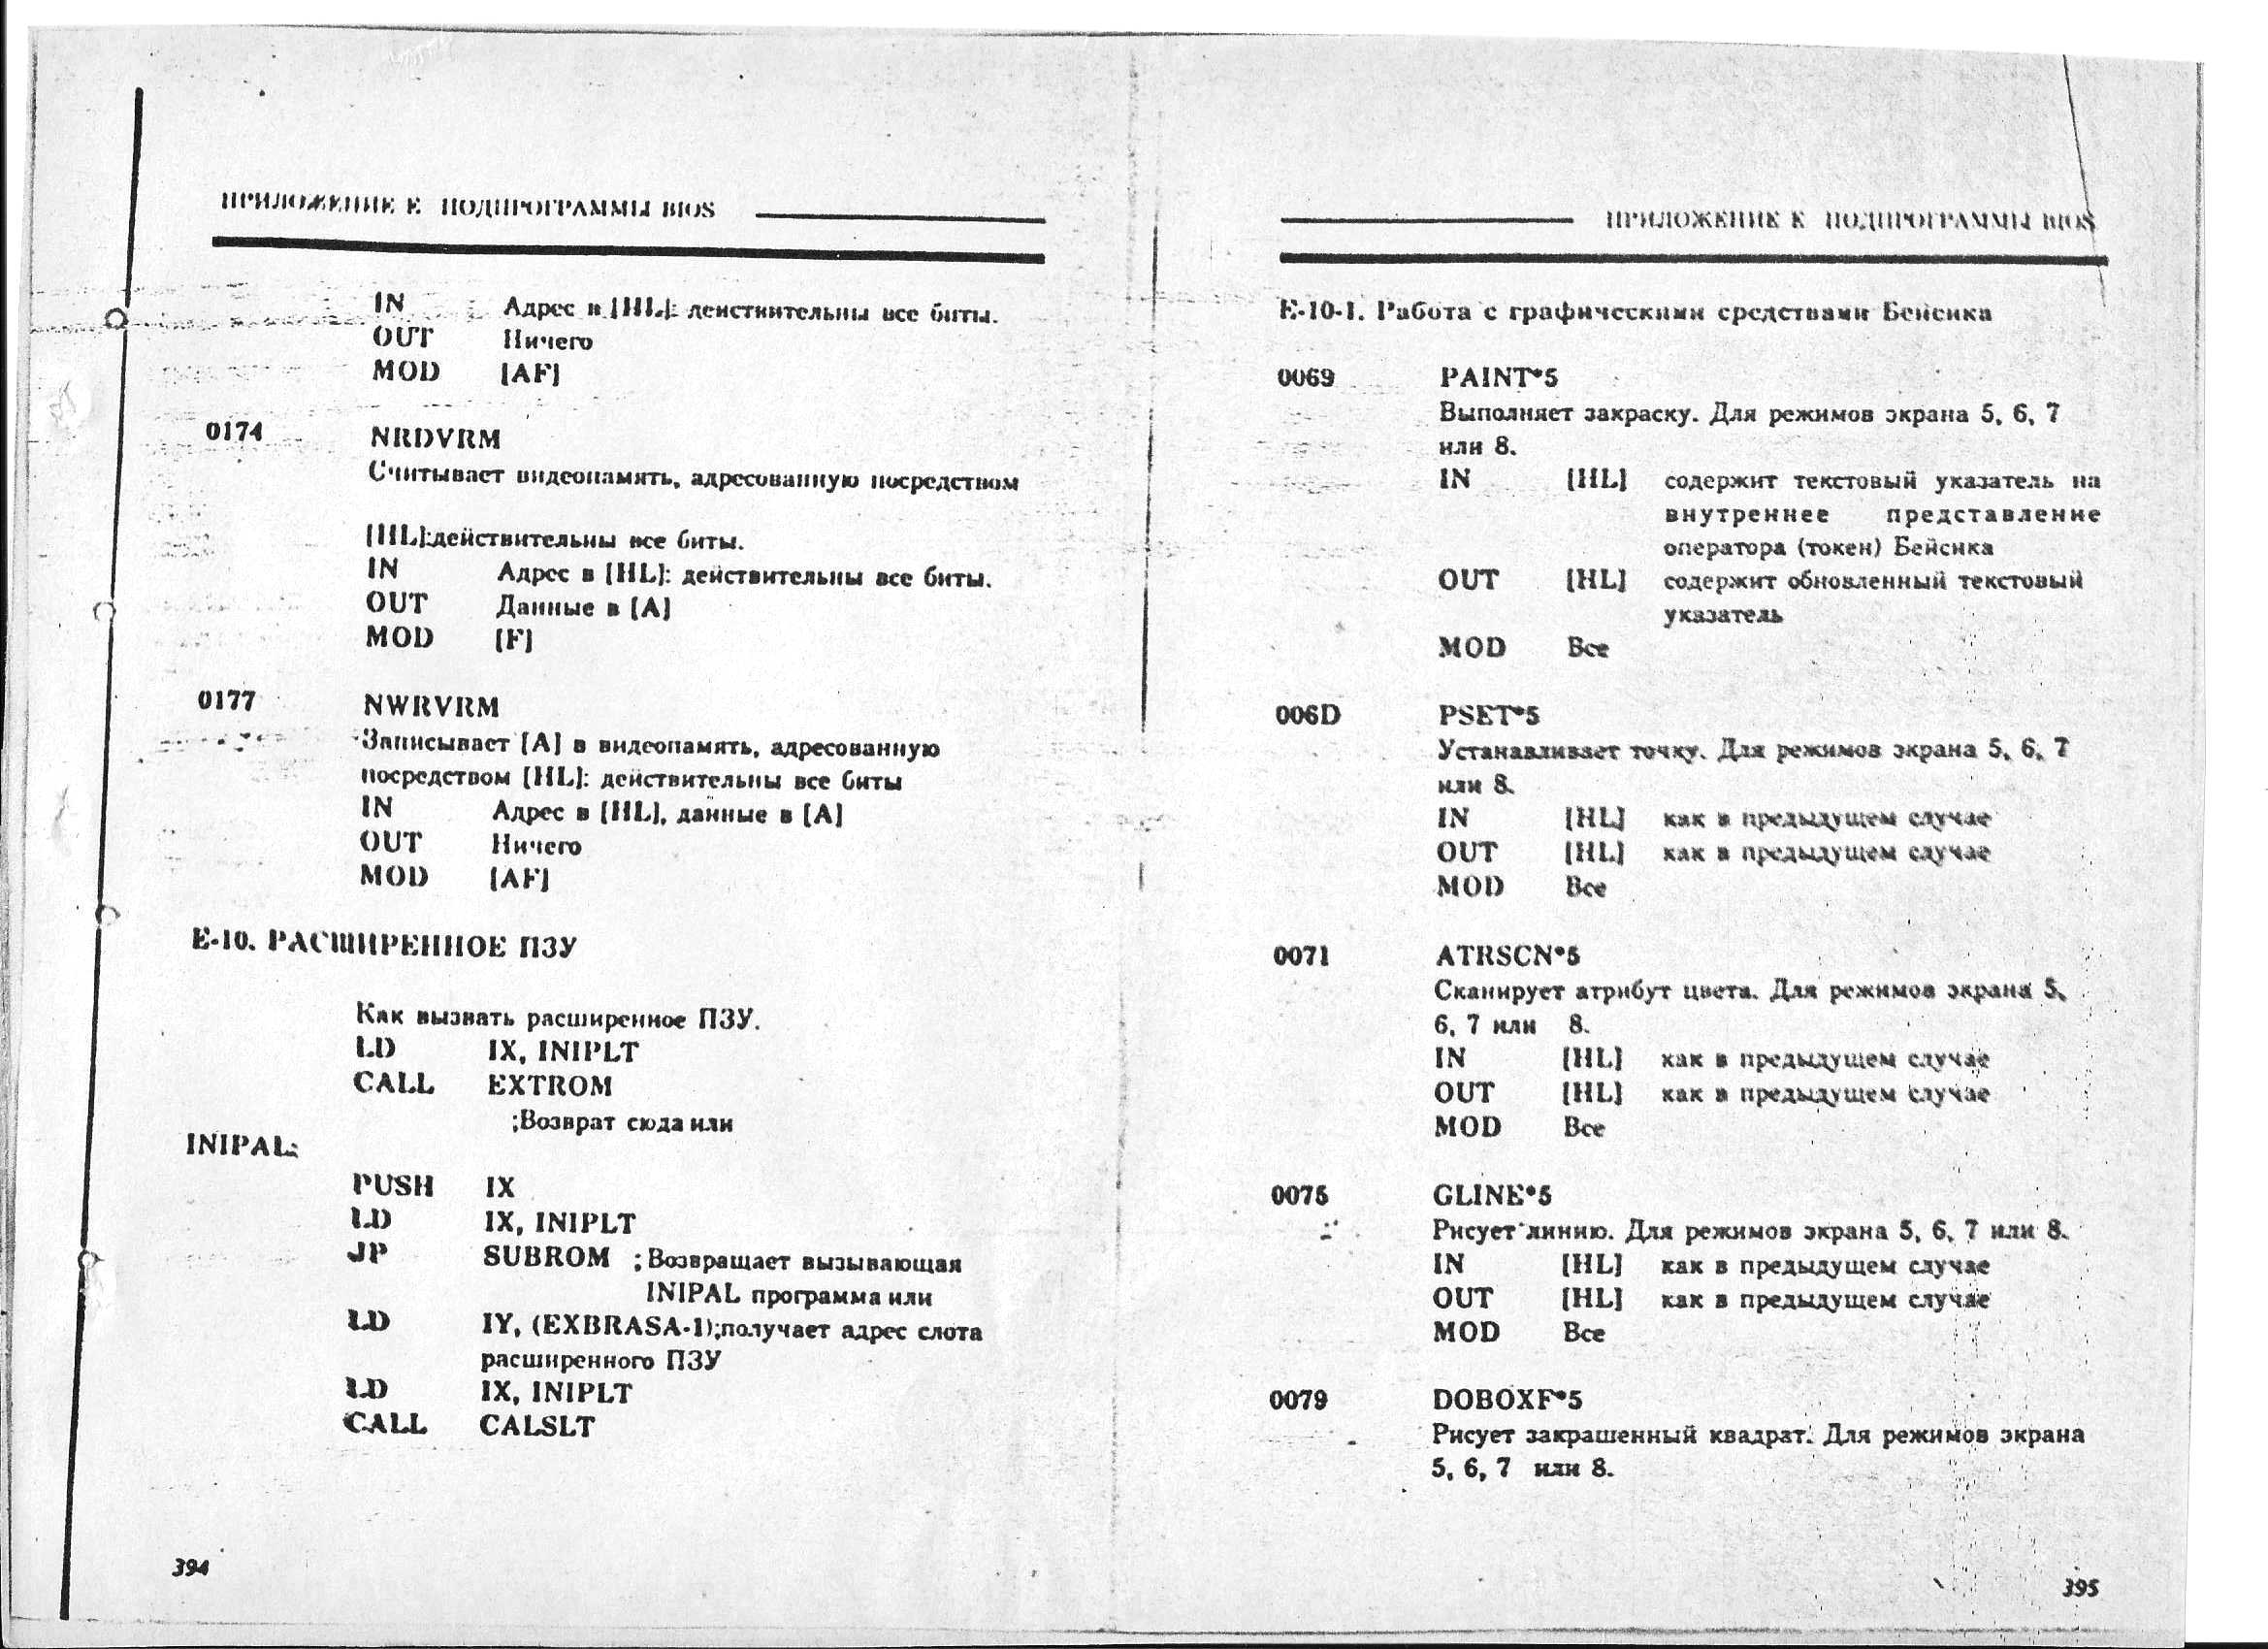 ПРИЛОЖЕНИЕ Е ПОДПРОГРАММЫ BIOS
IN Адрес в [HL]: действительны все биты.
OUT Ничего
MOD [AF]
0174 NRDVRM
Считывает видеопамять, адресованную посредством
[HL]:действительны все биты.
IN Адрес в [HL]: действительны все биты.
OUT Данные в [A]
MOD [F]
0177 NWRVRM
Записывает [A] в видеопамять, адресованную
посредством [HL]: действительны все биты
IN Адрес в [HL], данные в [A]
OUT Ничего
MOD [AF]
E-10. РАСШИРЕННОЕ ПЗУ
Как вызвать расширенное ПЗУ.
LD IX, INIPLT
CALL EXTROM
;Возврат сюда или
INIPAL:
PUSH IX
LD IX, INIPLT
JP SUBROM ; Возвращает вызывающая
INIPAL программа или
LD IY, (EXBRASA-1);получает адрес слота
расширенного ПЗУ
LD IX, INIPLT
CALL CALSLT
394
ПРИЛОЖЕНИЕ Е ПОДПРОГРАММЫ BIOS
E-10-1. Работа с графическими средствами Бейсика
0069 PAINT*5
Выполняет закраску. Для режимов экрана 5, 6, 7
или 8.
IN [HL] содержит текстовый указатель на
внутреннее представление
оператора (токен) Бейсика
OUT [HL] содержит обновленный текстовый
указатель
MOD Все
006D PSET*5
Устанавливает точку. Для режимов экрана 5, 6, 7
или 8.
IN [HL] как в предыдущем случае
OUT [HL] как в предыдущем случае
MOD Все
0071 ATRSCN*5
Сканирует атрибут цвета. Для режимов экрана 5,
6, 7 или 8.
IN [HL] как в предыдущем случае
OUT [HL] как в предыдущем случае
MOD Все
0075 GLINE*5
Рисует линию. Для режимов экрана 5, 6, 7 или 8.
IN [HL] как в предыдущем случае
OUT [HL] как в предыдущем случае
MOD Все
0079 DOBOXF*5
Рисует закрашенный квадрат. Для режимов экрана
5, 6, 7 или 8.
395